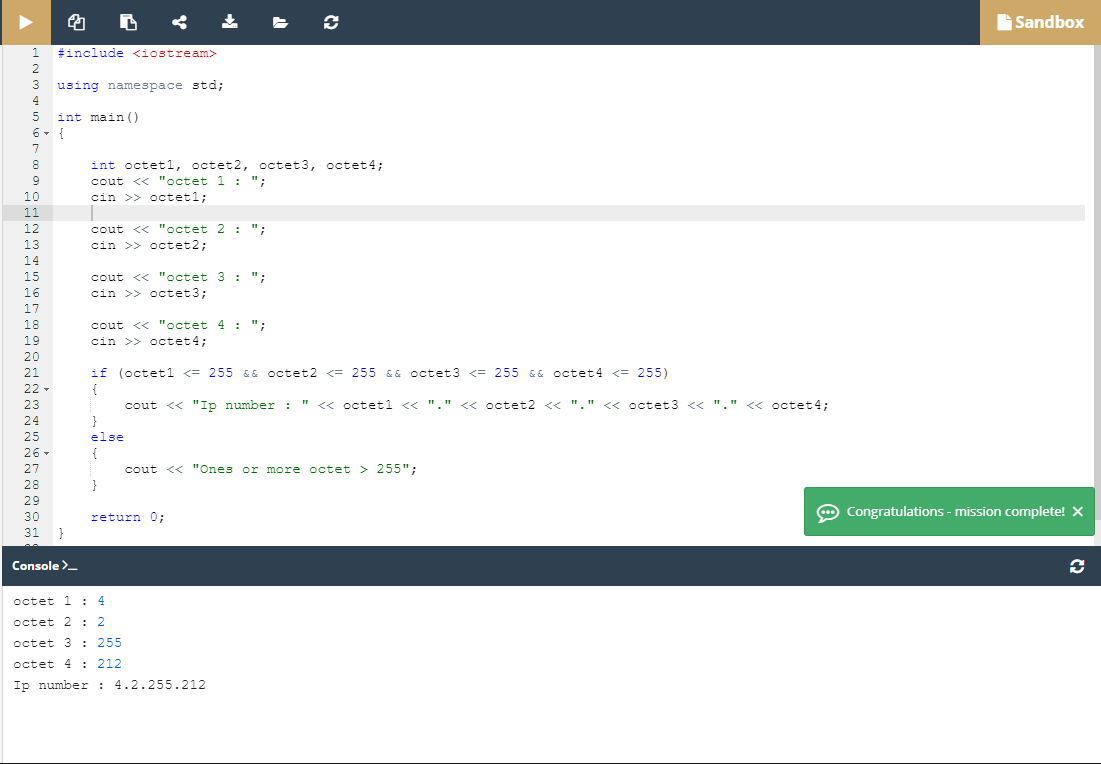 Sandbox
1 #include <iostream>
2
3 using namespace std;
4
5 int main()
6 {
7
8 int octet1, octet2, octet3, octet4;
9 cout << "octet 1 : ";
10 cin >> octet1;
11
12 cout << "octet 2 : ";
13 cin >> octet2;
14
15 cout << "octet 3 : ";
16 cin >> octet3;
17
18 cout << "octet 4 : ";
19 cin >> octet4;
20
21 if (octet1 <= 255 && octet2 <= 255 && octet3 <= 255 && octet4 <= 255)
22 {
23 cout << "Ip number : " << octet1 << "." << octet2 << "." << octet3 << "." << octet4;
24 }
25 else
26 {
27 cout << "Ones or more octet > 255";
28 }
29
30 return 0;
31 }
Congratulations - mission complete! ×
Console >_
octet 1 : 4
octet 2 : 2
octet 3 : 255
octet 4 : 212
Ip number : 4.2.255.212